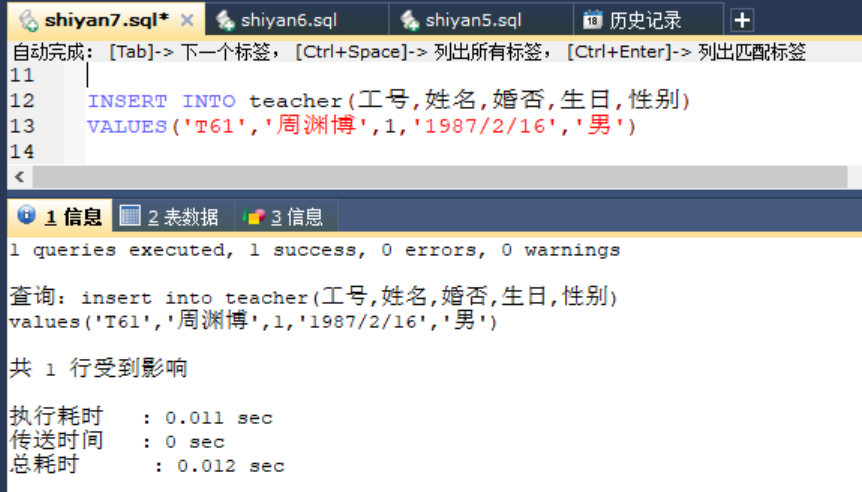 shiyan7.sql* × shiyan6.sql shiyan5.sql 18 历史记录 +
自动完成： [Tab]-> 下一个标签， [Ctrl+Space]-> 列出所有标签， [Ctrl+Enter]-> 列出匹配标签
11
12 INSERT INTO teacher(工号,姓名,婚否,生日,性别)
13 VALUES('T61','周渊博',1,'1987/2/16','男')
14
1 信息 2 表数据 3 信息
1 queries executed, 1 success, 0 errors, 0 warnings
查询：insert into teacher(工号,姓名,婚否,生日,性别)
values('T61','周渊博',1,'1987/2/16','男')
共 1 行受到影响
执行耗时 : 0.011 sec
传送时间 : 0 sec
总耗时 : 0.012 sec